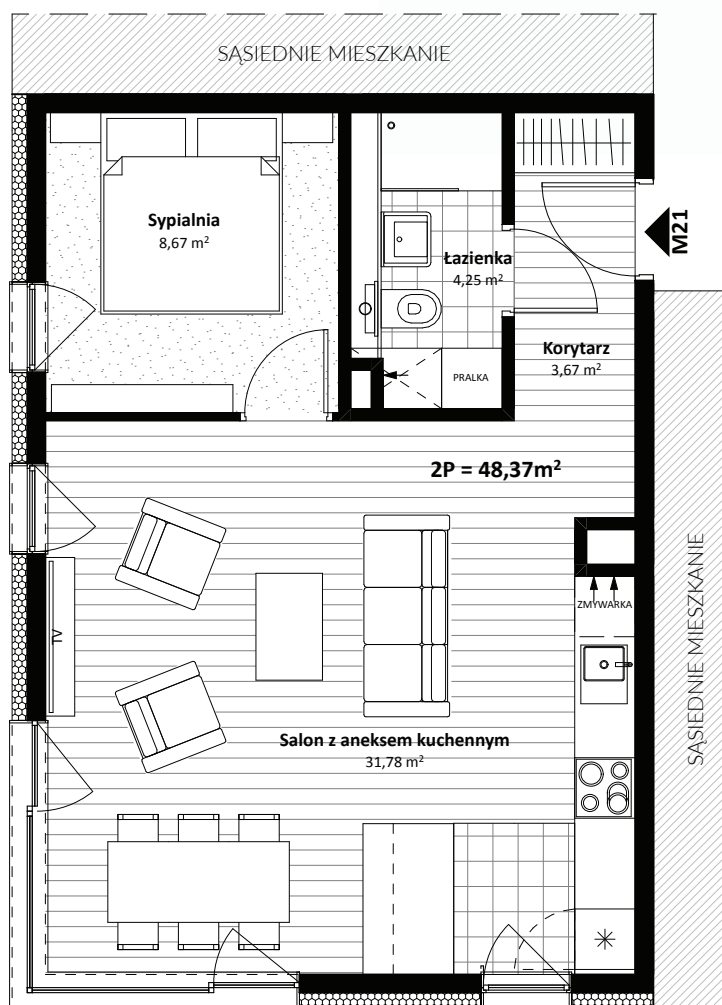 SĄSIEDNIE MIESZKANIE
Sypialnia
8,67 m²
Łazienka
4,25 m²
M21
Korytarz
3,67 m²
PRALKA
2P = 48,37m²
ZMYWARKA
TV
SĄSIEDNIE MIESZKANIE
Salon z aneksem kuchennym
31,78 m²